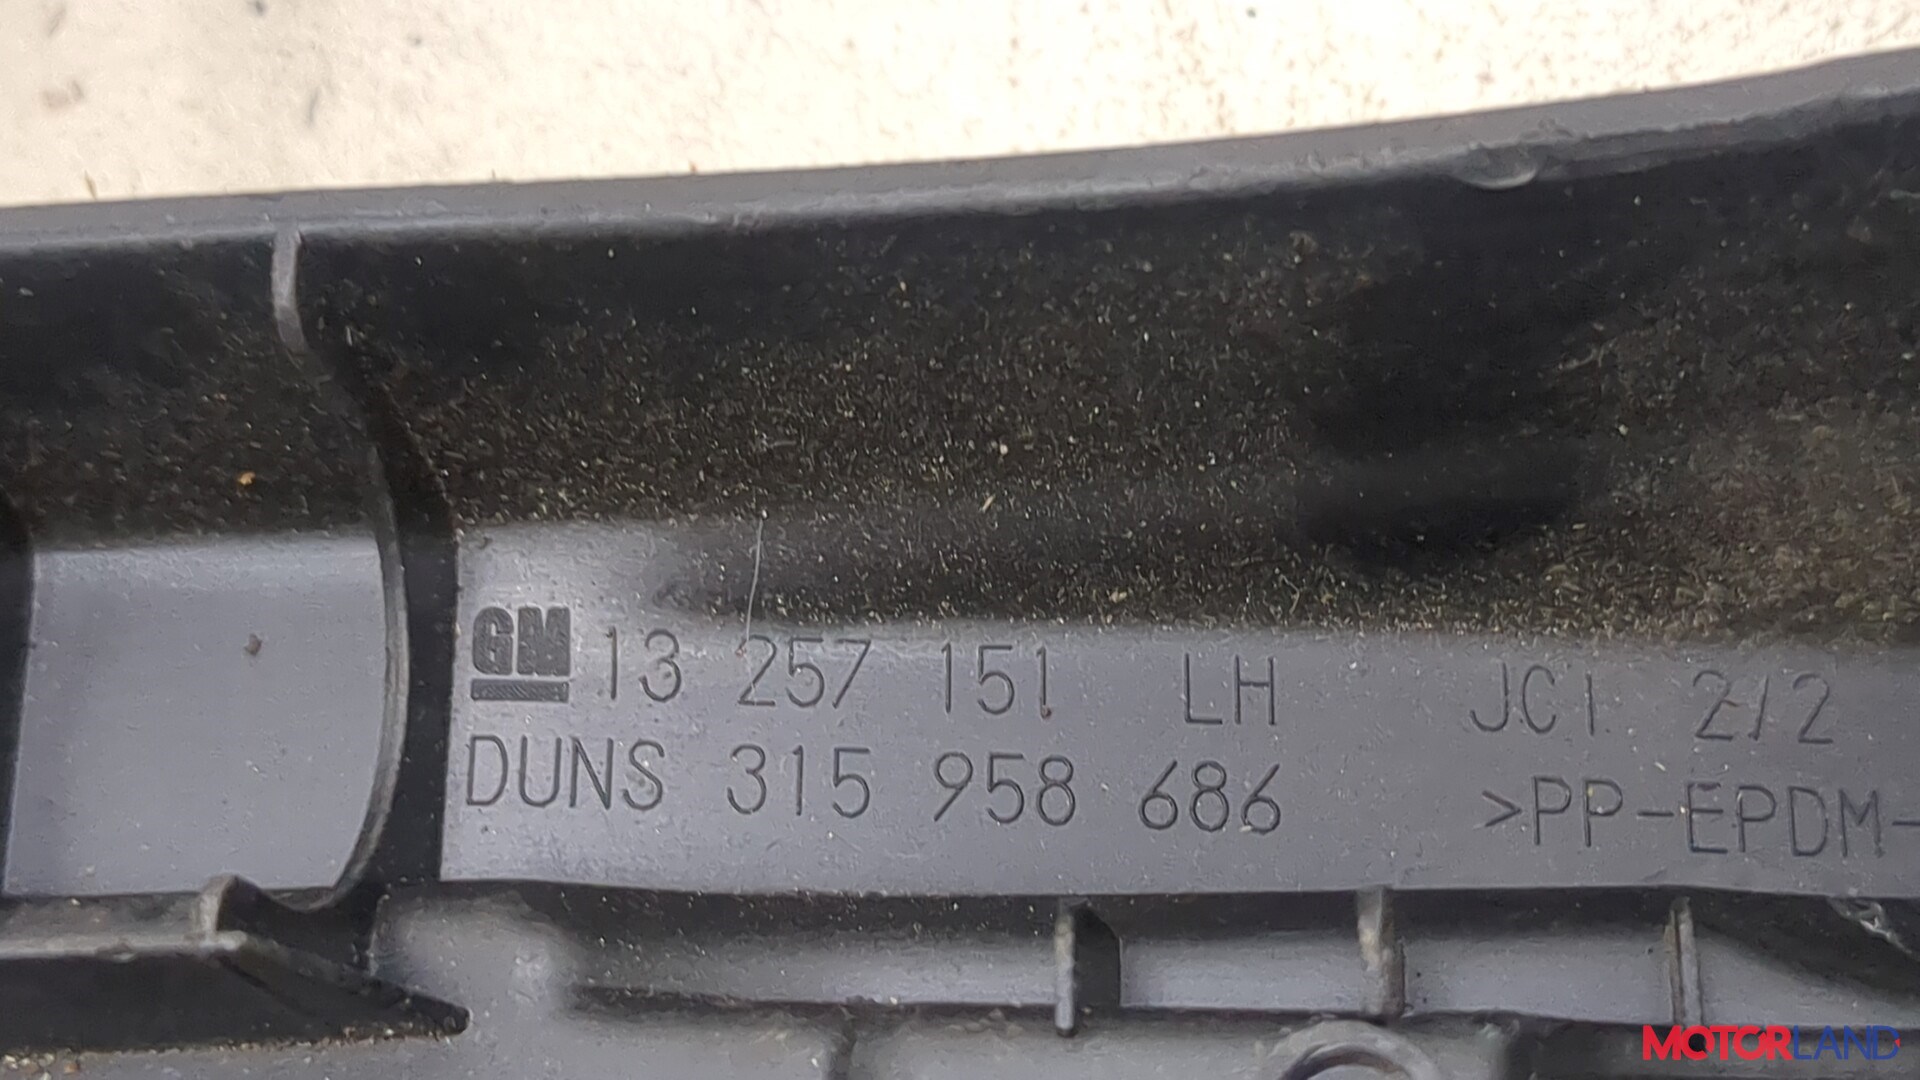 GM 13 257 151 LH JCI 2/2
DUNS 315 958 686 >PP-EPDM-
MOTORLAND